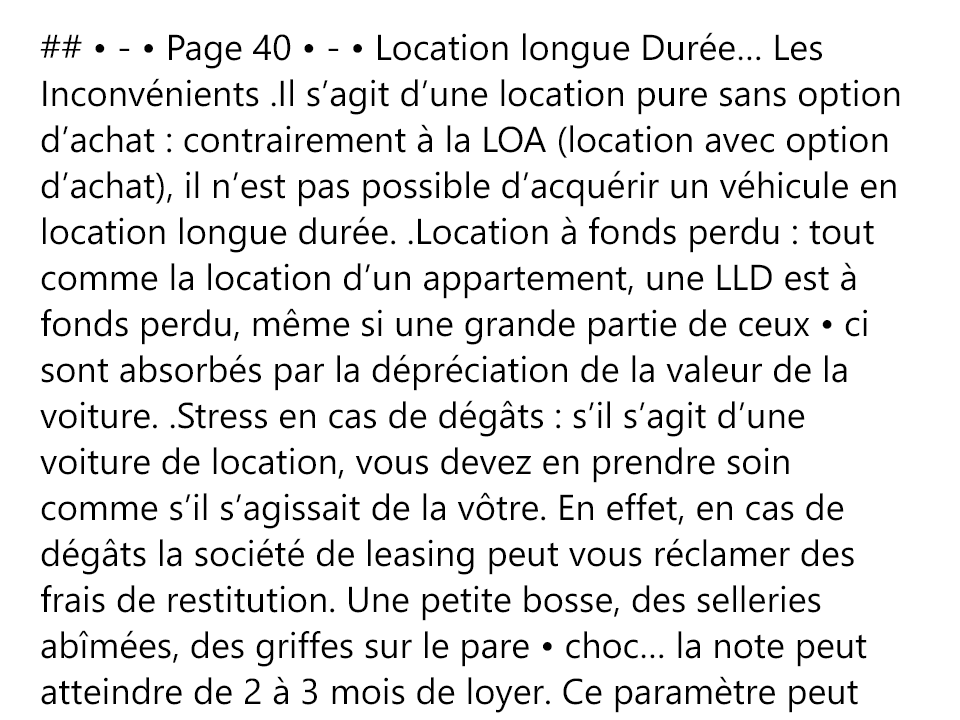 ## • - • Page 40 • - • Location longue Durée… Les
Inconvénients .Il s’agit d’une location pure sans option
d’achat : contrairement à la LOA (location avec option
d’achat), il n’est pas possible d’acquérir un véhicule en
location longue durée. .Location à fonds perdu : tout
comme la location d’un appartement, une LLD est à
fonds perdu, même si une grande partie de ceux • ci
sont absorbés par la dépréciation de la valeur de la
voiture. .Stress en cas de dégâts : s’il s’agit d’une
voiture de location, vous devez en prendre soin
comme s’il s’agissait de la vôtre. En effet, en cas de
dégâts la société de leasing peut vous réclamer des
frais de restitution. Une petite bosse, des selleries
abîmées, des griffes sur le pare • choc… la note peut
atteindre de 2 à 3 mois de loyer. Ce paramètre peut